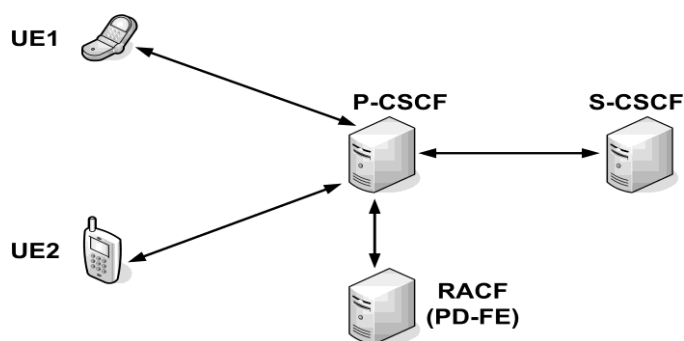 UE1
P-CSCF
S-CSCF
UE2
RACF
(PD-FE)